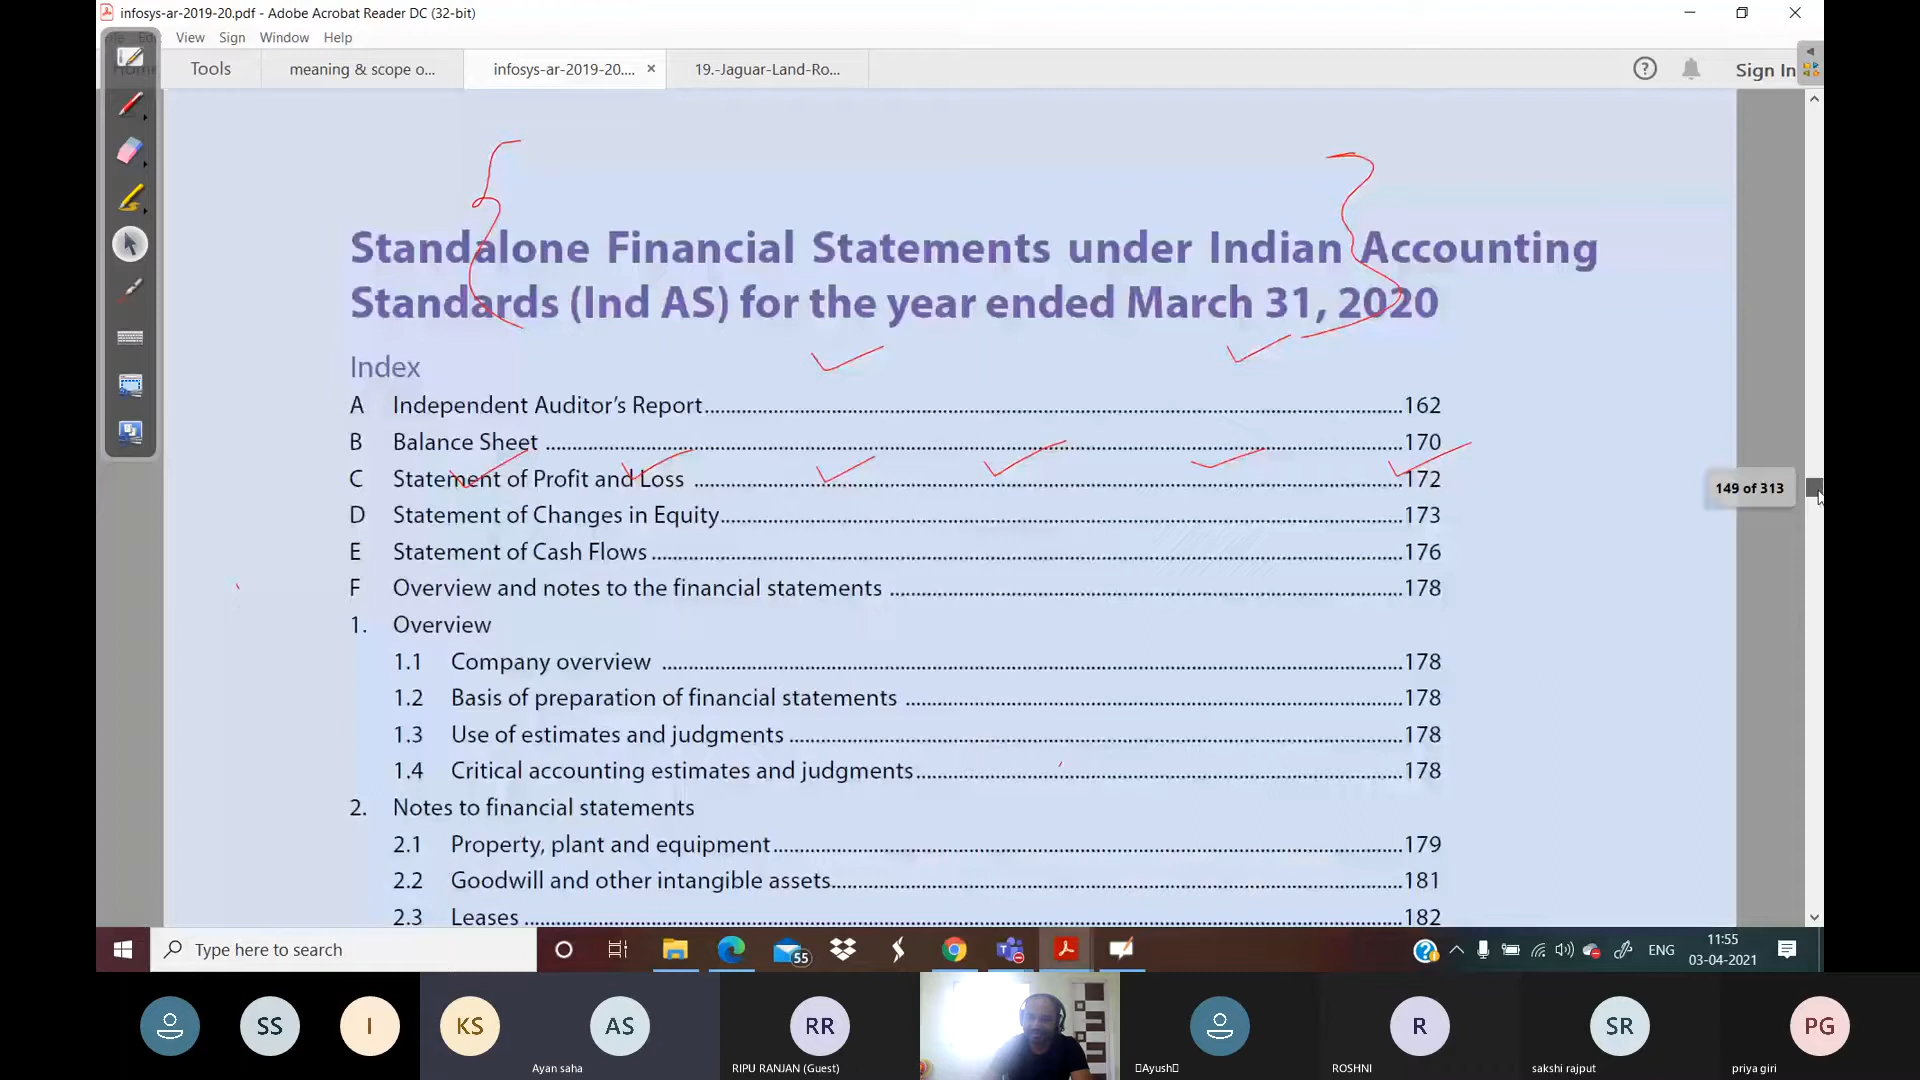 infosys-ar-2019-20.pdf - Adobe Acrobat Reader DC (32-bit)
View Sign Window Help
Tools meaning & scope o... infosys-ar-2019-20.... × 19.-Jaguar-Land-Ro... Sign In
Standalone Financial Statements under Indian Accounting
Standards (Ind AS) for the year ended March 31, 2020
Index
A Independent Auditor's Report 162
B Balance Sheet 170
C Statement of Profit and Loss 172
D Statement of Changes in Equity 173
E Statement of Cash Flows 176
F Overview and notes to the financial statements 178
1. Overview
1.1 Company overview 178
1.2 Basis of preparation of financial statements 178
1.3 Use of estimates and judgments 178
1.4 Critical accounting estimates and judgments 178
2. Notes to financial statements
2.1 Property, plant and equipment 179
2.2 Goodwill and other intangible assets 181
2.3 Leases 182
149 of 313
Type here to search
55
ENG
11:55
03-04-2021
SS I KS AS RR R SR PG
Ayan saha RIPU RANJAN (Guest) Ayush ROSHNI sakshi rajput priya giri